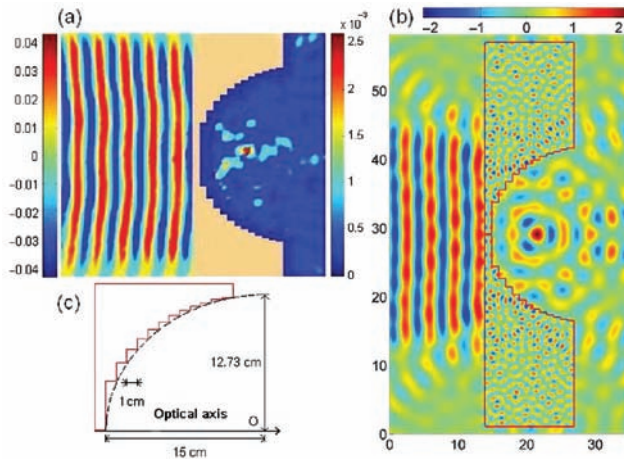 (a)
x 10⁻³
0.04
0.03
0.02
0.01
0
-0.01
-0.02
-0.03
-0.04
2.5
2
1.5
1
0.5
0
(b)
−2 −1 0 1 2
50
40
30
20
10
0
0 10 20 30
(c)
12.73 cm
1cm
Optical axis
O
15 cm